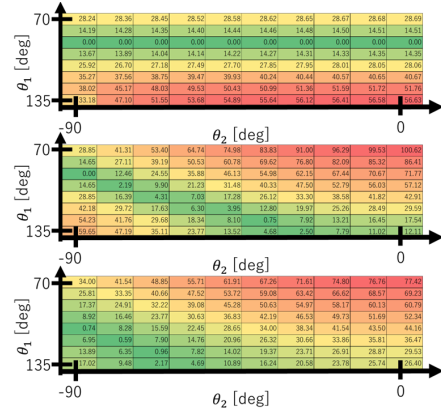 70 28.24 28.36 28.45 28.52 28.58 28.62 28.65 28.67 28.68 28.69
14.19 14.28 14.35 14.40 14.44 14.46 14.48 14.50 14.51 14.51
0.00 0.00 0.00 0.00 0.00 0.00 0.00 0.00 0.00 0.00
13.67 13.89 14.04 14.14 14.22 14.27 14.31 14.33 14.35 14.35
25.92 26.70 27.18 27.49 27.70 27.85 27.95 28.01 28.05 28.06
35.27 37.56 38.75 39.47 39.93 40.24 40.44 40.57 40.65 40.67
38.02 45.17 48.03 49.53 50.43 50.99 51.36 51.59 51.72 51.76
135 33.18 47.10 51.55 53.68 54.89 55.64 56.12 56.41 56.58 56.63
θ1 [deg]
-90 0
θ2 [deg]
70 28.85 41.31 53.40 64.74 74.98 83.83 91.00 96.29 99.53 100.62
14.65 27.11 39.19 50.53 60.78 69.62 76.80 82.09 85.32 86.41
0.00 12.46 24.55 35.88 46.13 54.98 62.15 67.44 70.67 71.77
14.65 2.19 9.90 21.23 31.48 40.33 47.50 52.79 56.03 57.12
28.85 16.39 4.31 7.03 17.28 26.12 33.30 38.58 41.82 42.91
42.18 29.72 17.63 6.30 3.95 12.80 19.97 25.26 28.49 29.59
54.23 41.76 29.68 18.34 8.10 0.75 7.92 13.21 16.45 17.54
135 59.65 47.19 35.11 23.77 13.52 4.68 2.50 7.79 11.02 12.11
θ1 [deg]
-90 0
θ2 [deg]
70 34.00 41.54 48.85 55.71 61.91 67.26 71.61 74.80 76.76 77.42
25.81 33.35 40.66 47.52 53.72 59.08 63.42 66.62 68.57 69.23
17.37 24.91 32.22 39.08 45.28 50.63 54.97 58.17 60.13 60.79
8.92 16.46 23.77 30.63 36.83 42.19 46.53 49.73 51.69 52.34
0.74 8.28 15.59 22.45 28.65 34.00 38.34 41.54 43.50 44.16
6.95 0.59 7.90 14.76 20.96 26.32 30.66 33.86 35.81 36.47
13.89 6.35 0.96 7.82 14.02 19.37 23.71 26.91 28.87 29.53
135 17.02 9.48 2.17 4.69 10.89 16.24 20.58 23.78 25.74 26.40
θ1 [deg]
-90 0
θ2 [deg]